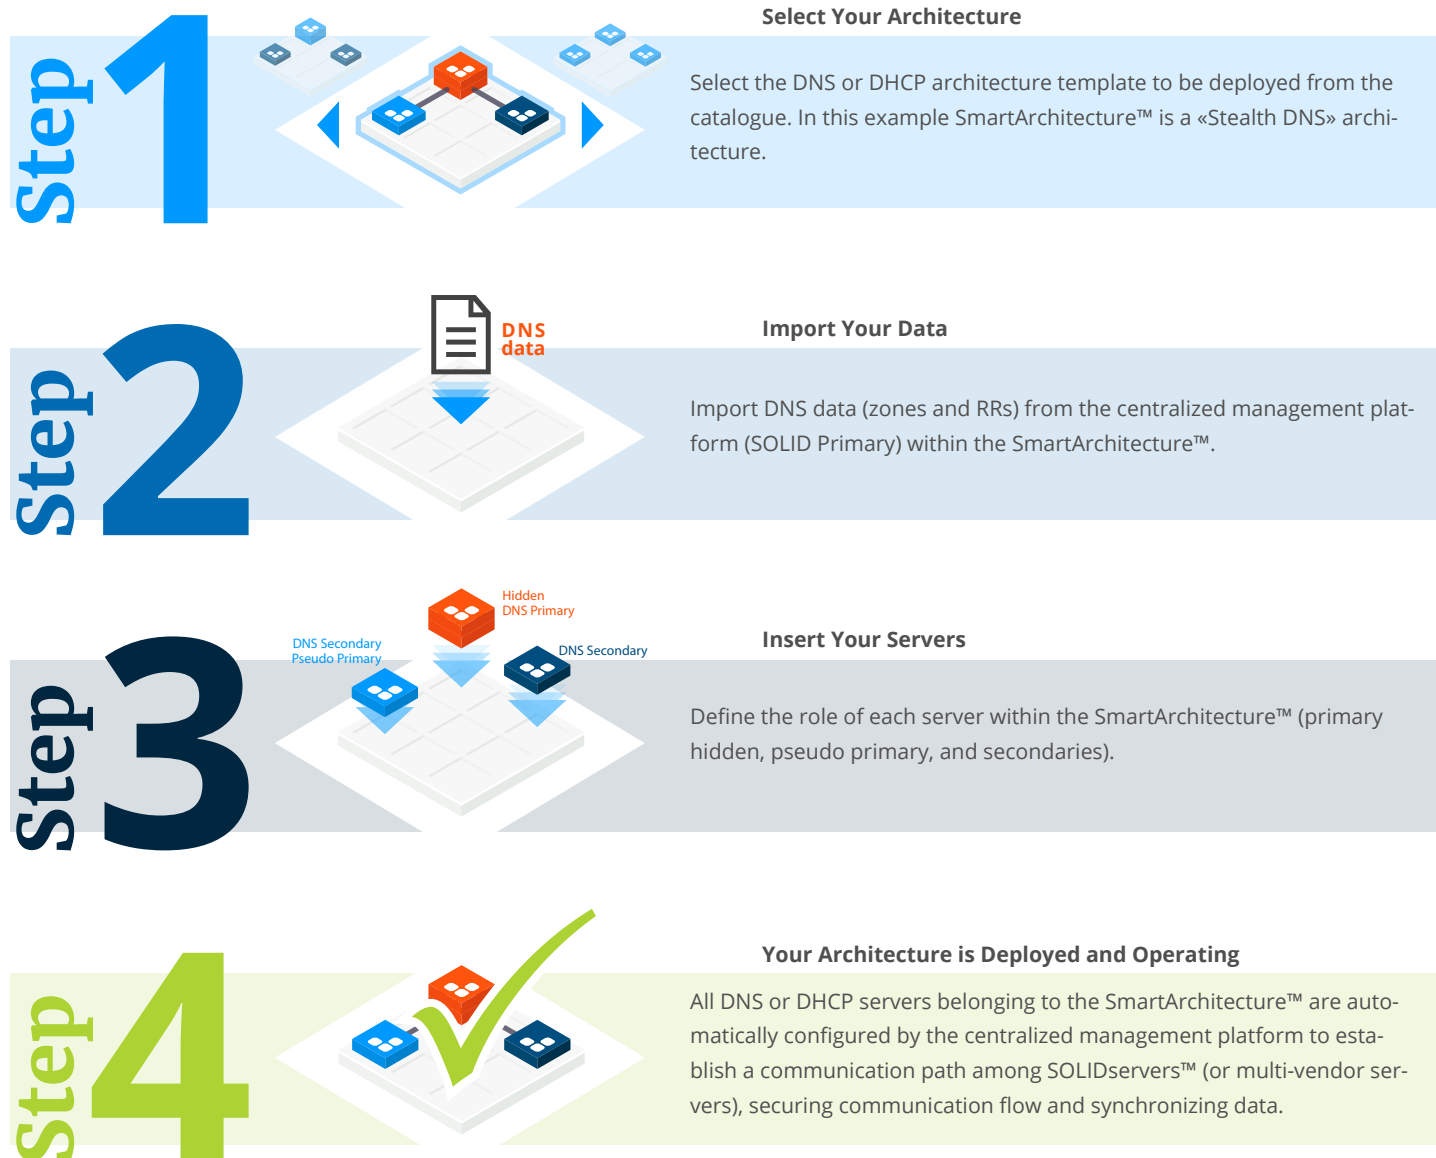 Step 1
Select Your Architecture
Select the DNS or DHCP architecture template to be deployed from the
catalogue. In this example SmartArchitecture™ is a «Stealth DNS» archi-
tecture.
Step 2
DNS
data
Import Your Data
Import DNS data (zones and RRs) from the centralized management plat-
form (SOLID Primary) within the SmartArchitecture™.
Step 3
Hidden
DNS Primary
DNS Secondary
Pseudo Primary
DNS Secondary
Insert Your Servers
Define the role of each server within the SmartArchitecture™ (primary
hidden, pseudo primary, and secondaries).
Step 4
Your Architecture is Deployed and Operating
All DNS or DHCP servers belonging to the SmartArchitecture™ are auto-
matically configured by the centralized management platform to esta-
blish a communication path among SOLIDservers™ (or multi-vendor ser-
vers), securing communication flow and synchronizing data.